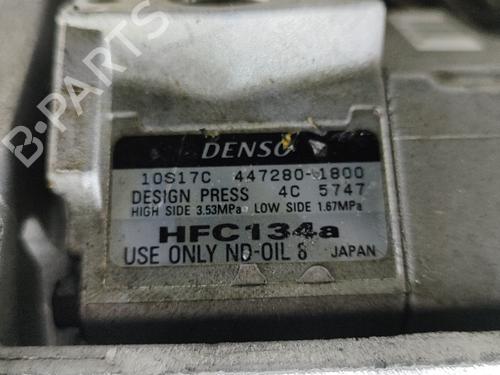 DENSO
10S17C 447280-1800
DESIGN PRESS 4C 5747
HIGH SIDE 3.53MPa LOW SIDE 1.67MPa
HFC134a
USE ONLY ND-OIL 8 JAPAN
B-PARTS